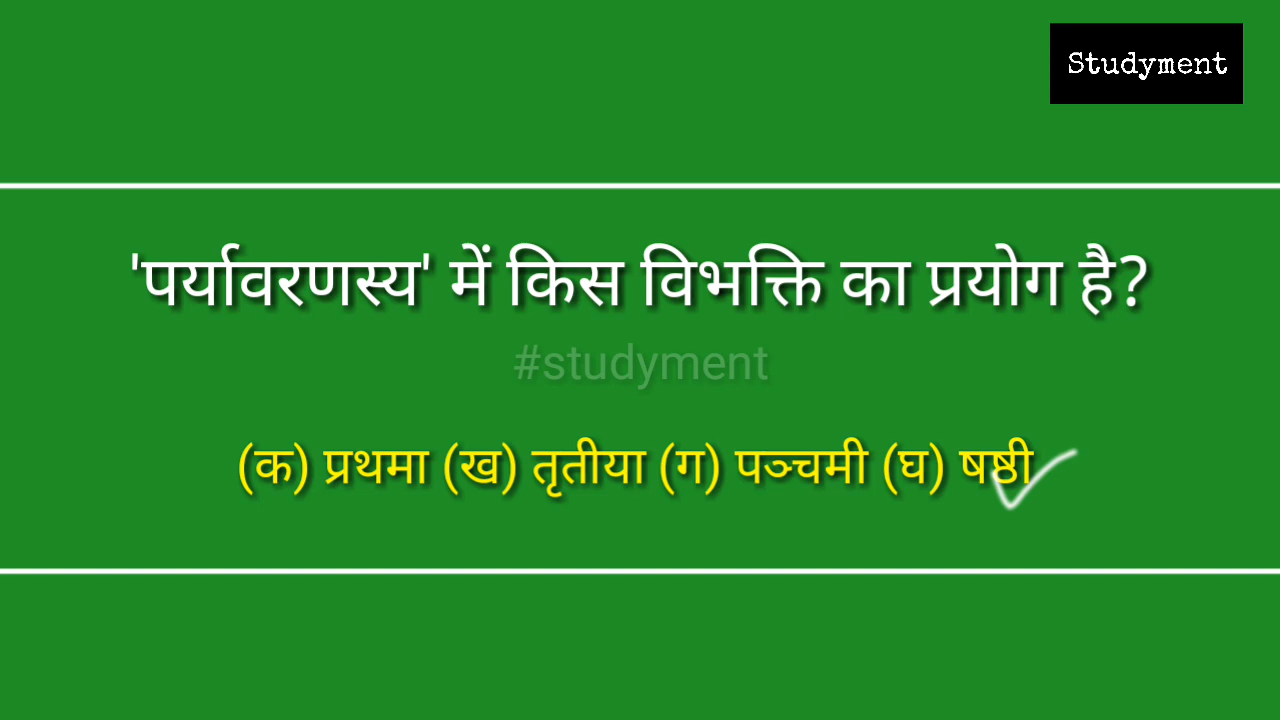 Studyment
'पर्यावरणस्य' में किस विभक्ति का प्रयोग है?
#studyment
(क) प्रथमा (ख) तृतीया (ग) पञ्चमी (घ) षष्ठी